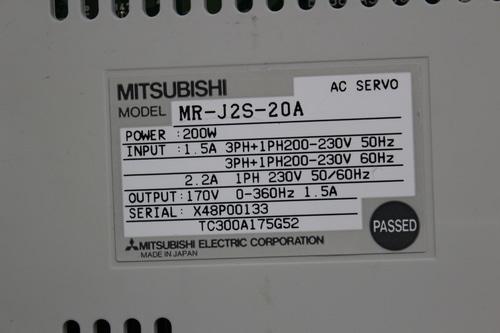 MITSUBISHI
AC SERVO
MODEL MR-J2S-20A
POWER : 200W
INPUT : 1.5A 3PH+1PH200-230V 50Hz
3PH+1PH200-230V 60Hz
2.2A 1PH 230V 50/60Hz
OUTPUT: 170V 0-360Hz 1.5A
SERIAL: X48P00133
TC300A175G52
PASSED
MITSUBISHI ELECTRIC CORPORATION
MADE IN JAPAN